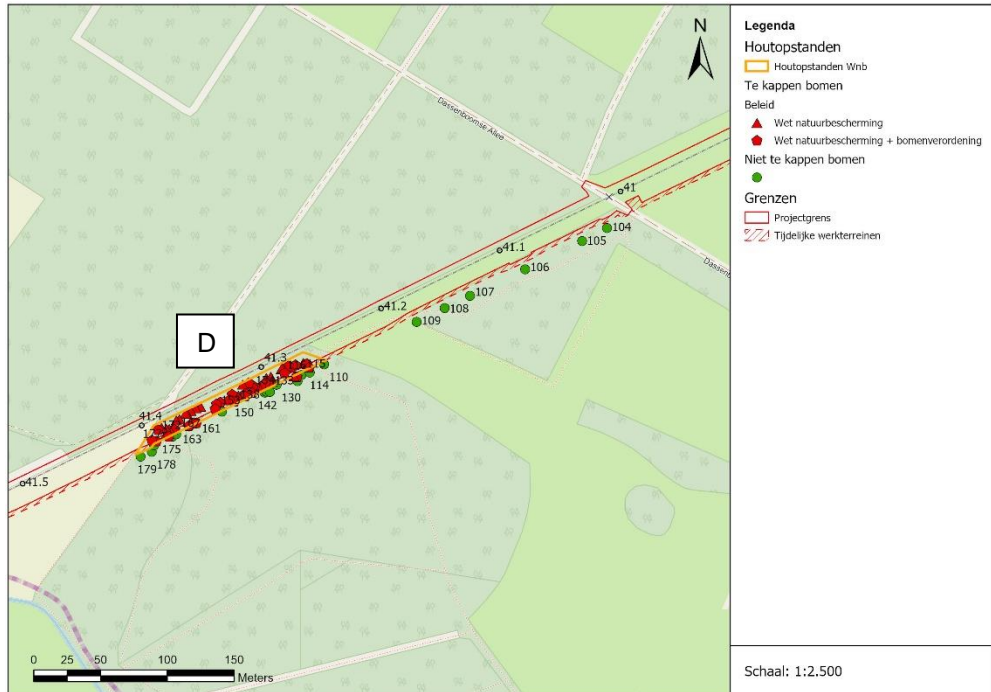 N
Dassenboomse Allee
41
104
105
41.1
106
107
41.2
108
109
Dassenb
D
41.3
115
110
114
133
130
142
150
41.4
161
163
175
178
179
41.5
0 25 50 100 150
Meters
Legenda
Houtopstanden
Houtopstanden Wnb
Te kappen bomen
Beleid
Wet natuurbescherming
Wet natuurbescherming + bomenverordening
Niet te kappen bomen
Grenzen
Projectgrens
Tijdelijke werkterreinen
Schaal: 1:2.500